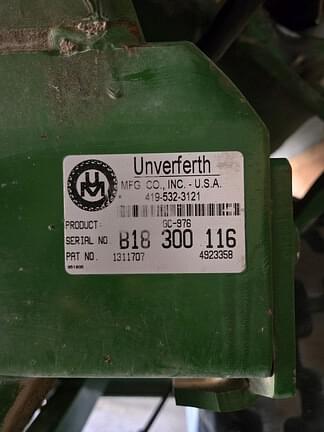 UM
Unverferth
MFG CO., INC. - U.S.A.
419-532-3121
PRODUCT: GC-976
SERIAL NO B18 300 116
PAT NO. 1311707 4923358